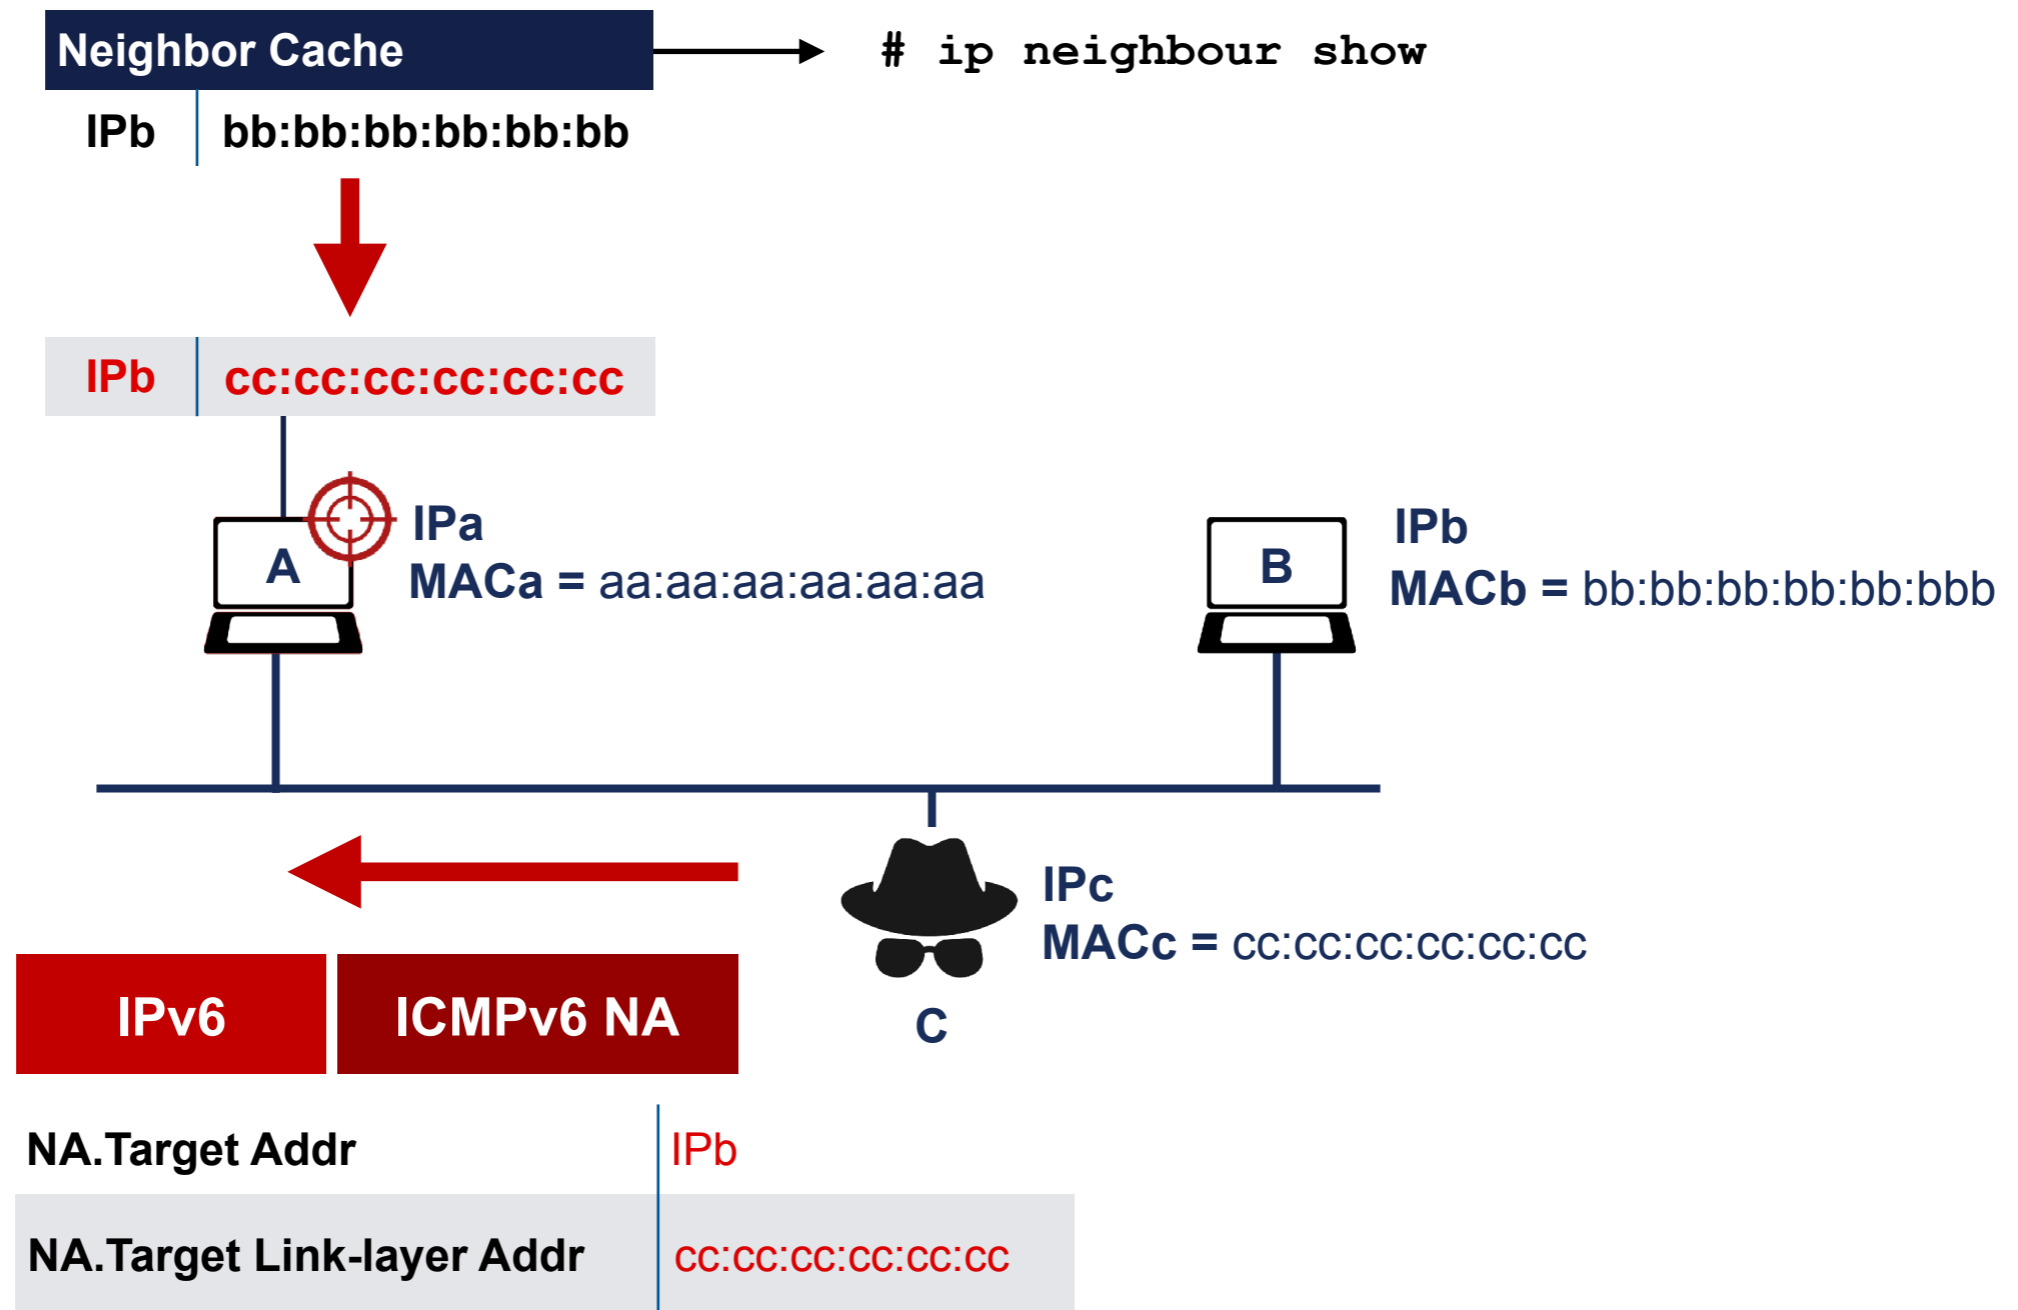 Neighbor Cache
# ip neighbour show
IPb bb:bb:bb:bb:bb:bb
IPb cc:cc:cc:cc:cc:cc
A
IPa
MACa = aa:aa:aa:aa:aa:aa
B
IPb
MACb = bb:bb:bb:bb:bb:bbb
IPc
MACc = cc:cc:cc:cc:cc:cc
C
IPv6
ICMPv6 NA
NA.Target Addr IPb
NA.Target Link-layer Addr cc:cc:cc:cc:cc:cc